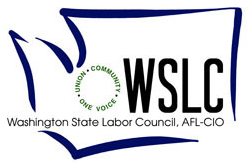 UNION • COMMUNITY • ONE VOICE •
WSLC
Washington State Labor Council, AFL-CIO